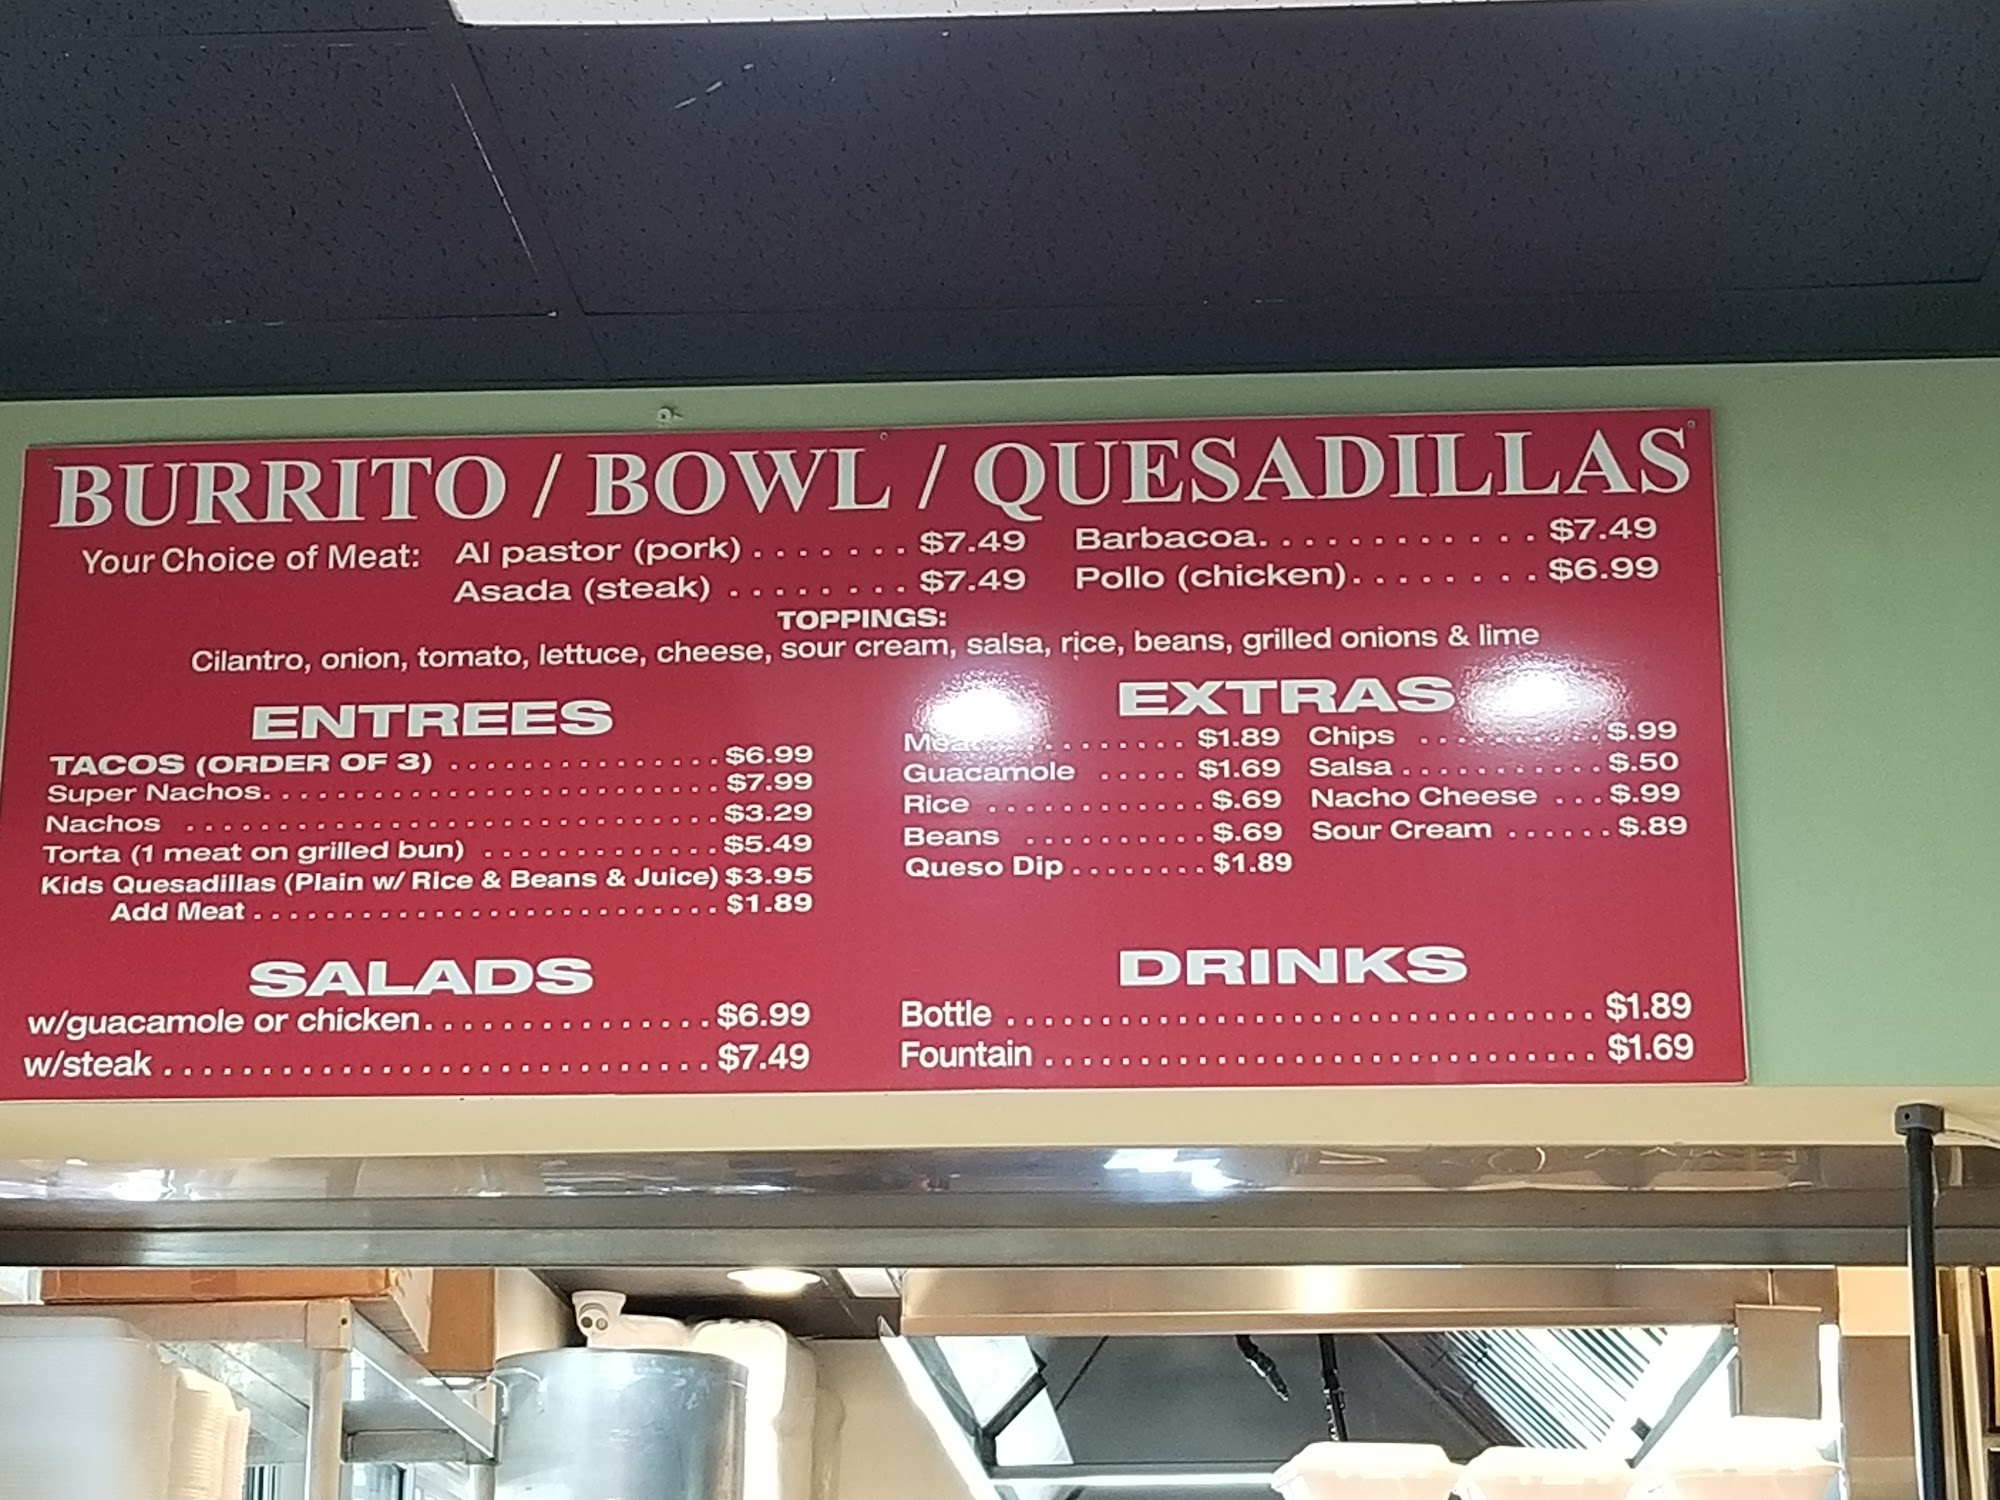 BURRITO / BOWL / QUESADILLAS
Your Choice of Meat: Al pastor (pork) . . . . . . . $7.49 Barbacoa. . . . . . . . . . . . $7.49
Asada (steak) . . . . . . . . $7.49 Pollo (chicken). . . . . . . . $6.99
TOPPINGS:
Cilantro, onion, tomato, lettuce, cheese, sour cream, salsa, rice, beans, grilled onions & lime
ENTREES
TACOS (ORDER OF 3) . . . . . . . . . . . . . . . $6.99
Super Nachos. . . . . . . . . . . . . . . . . . . . . . . . . $7.99
Nachos . . . . . . . . . . . . . . . . . . . . . . . . . . . . . $3.29
Torta (1 meat on grilled bun) . . . . . . . . . . . . . $5.49
Kids Quesadillas (Plain w/ Rice & Beans & Juice) $3.95
Add Meat . . . . . . . . . . . . . . . . . . . . . . . . . . $1.89
EXTRAS
Meat . . . . . . . . . $1.89 Chips . . . . . . . . . . $.99
Guacamole . . . . . $1.69 Salsa . . . . . . . . . . . $.50
Rice . . . . . . . . . . . . $.69 Nacho Cheese . . . $.99
Beans . . . . . . . . . . $.69 Sour Cream . . . . . . $.89
Queso Dip . . . . . . . . $1.89
SALADS
w/guacamole or chicken. . . . . . . . . . . . . . . . $6.99
w/steak . . . . . . . . . . . . . . . . . . . . . . . . . . . . . $7.49
DRINKS
Bottle . . . . . . . . . . . . . . . . . . . . . . . . . . . . . . . $1.89
Fountain . . . . . . . . . . . . . . . . . . . . . . . . . . . . . $1.69